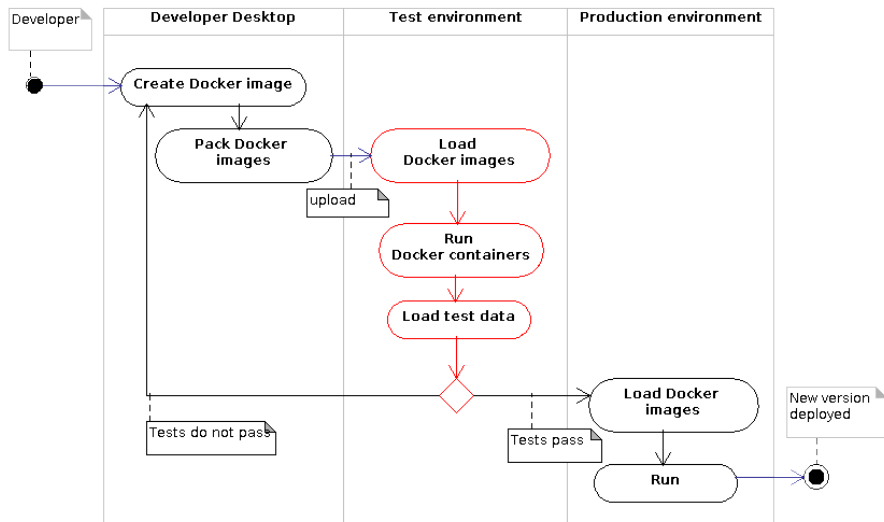 Developer
Developer Desktop
Test environment
Production environment
Create Docker image
Pack Docker
images
Load
Docker images
upload
Run
Docker containers
Load test data
Load Docker
images
New version
deployed
Tests do not pass
Tests pass
Run